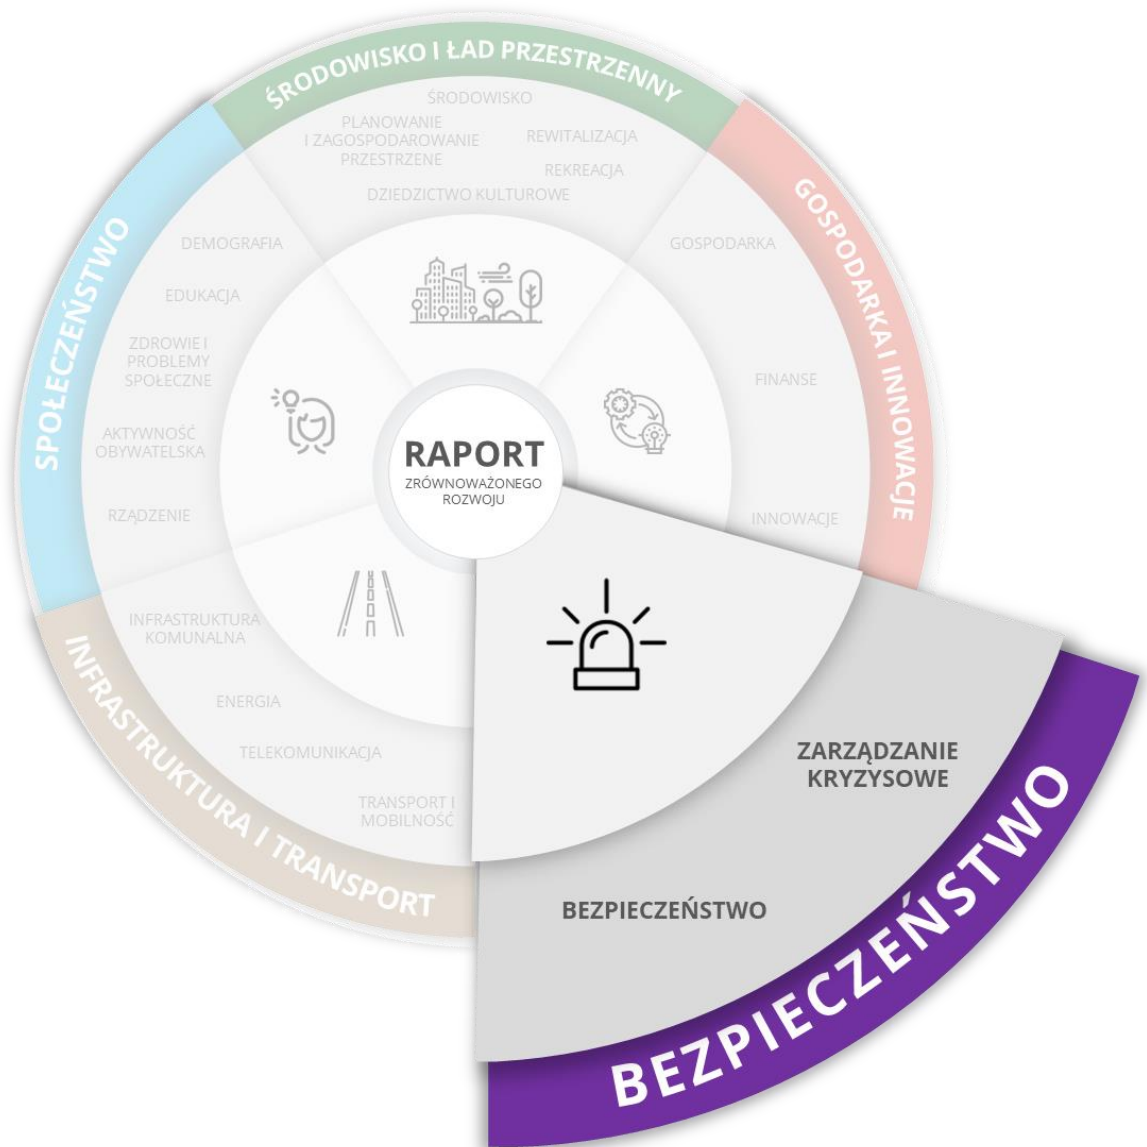 ŚRODOWISKO I ŁAD PRZESTRZENNY
ŚRODOWISKO
PLANOWANIE
I ZAGOSPODAROWANIE
PRZESTRZENE
REWITALIZACJA
REKREACJA
DZIEDZICTWO KULTUROWE
GOSPODARKA I INNOWACJE
GOSPODARKA
FINANSE
INNOWACJE
SPOŁECZEŃSTWO
DEMOGRAFIA
EDUKACJA
ZDROWIE I
PROBLEMY
SPOŁECZNE
AKTYWNOŚĆ
OBYWATELSKA
RZĄDZENIE
RAPORT
ZRÓWNOWAŻONEGO
ROZWOJU
INFRASTRUKTURA
KOMUNALNA
ENERGIA
TELEKOMUNIKACJA
TRANSPORT I
MOBILNOŚĆ
INFRASTRUKTURA I TRANSPORT
ZARZĄDZANIE
KRYZYSOWE
BEZPIECZEŃSTWO
BEZPIECZEŃSTWO